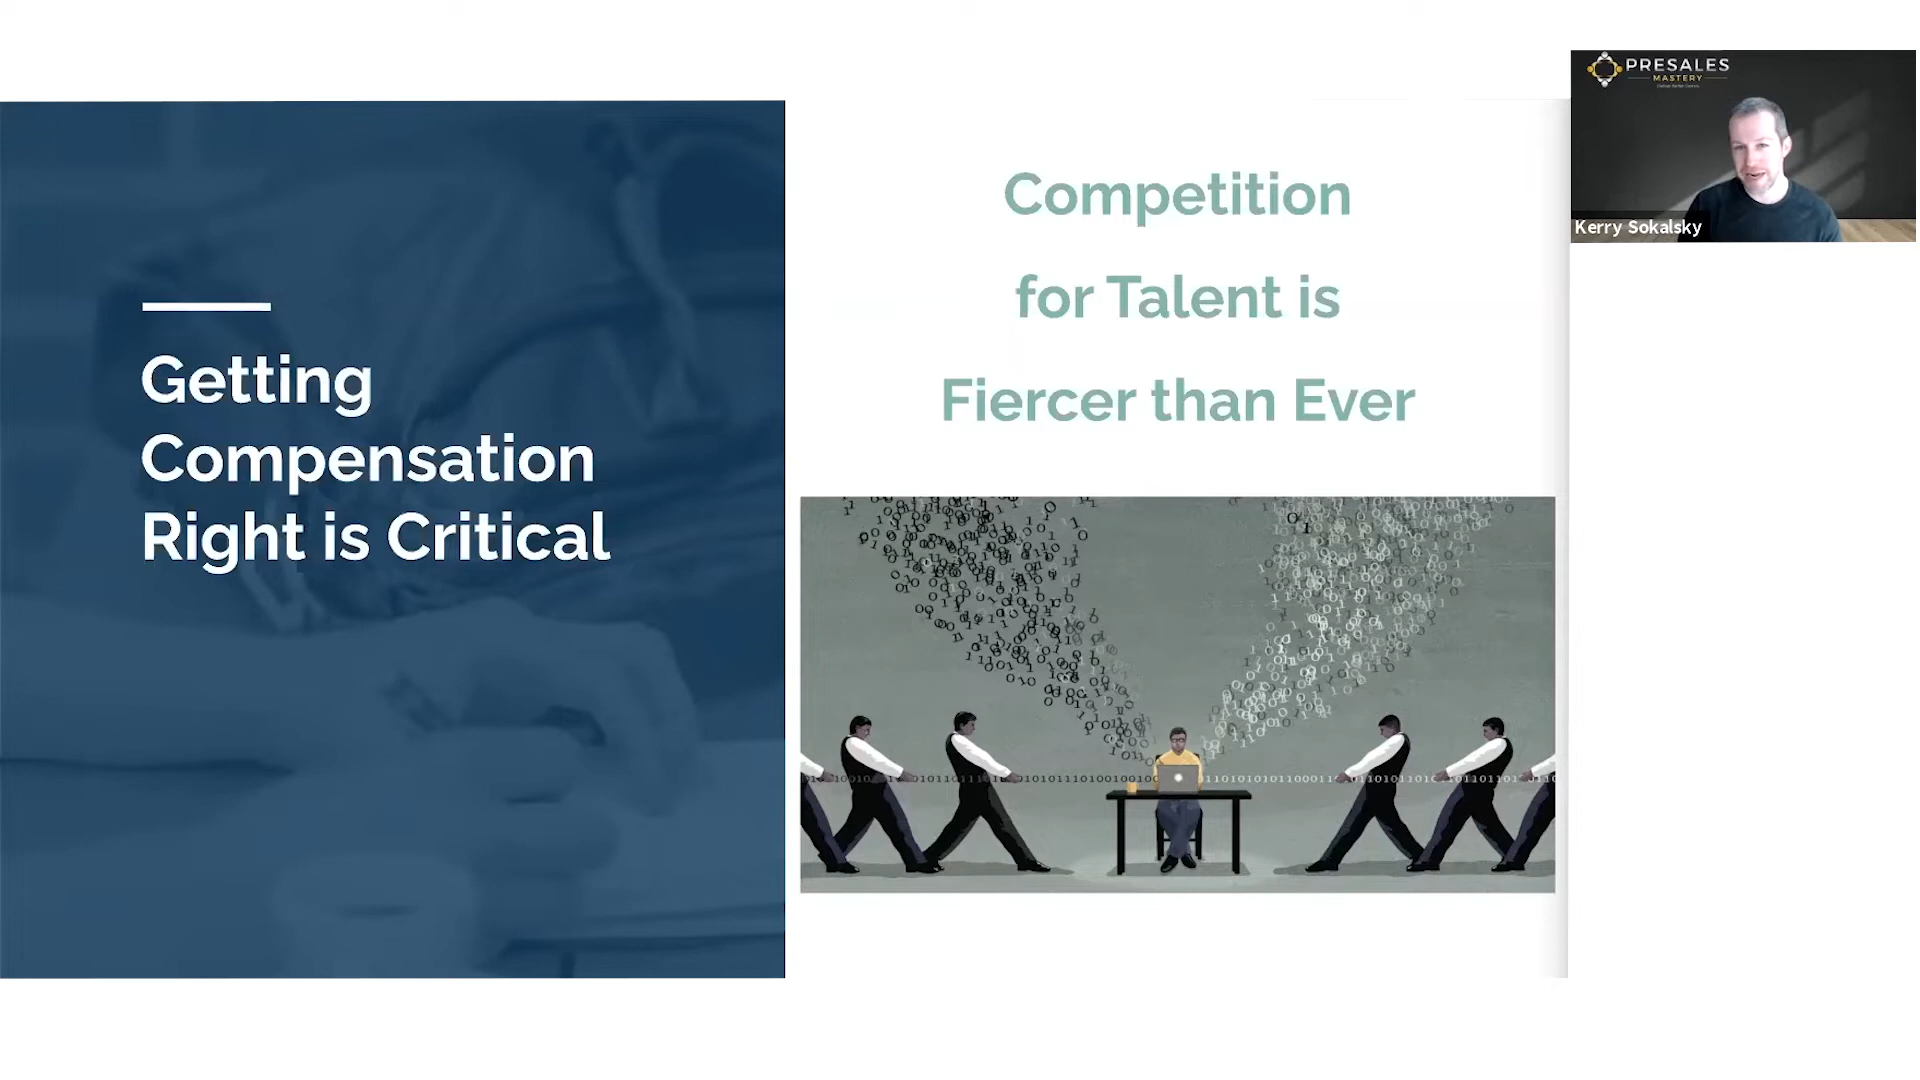 Getting
Compensation
Right is Critical
Competition
for Talent is
Fiercer than Ever
PRESALES
MASTERY
Kerry Sokalsky